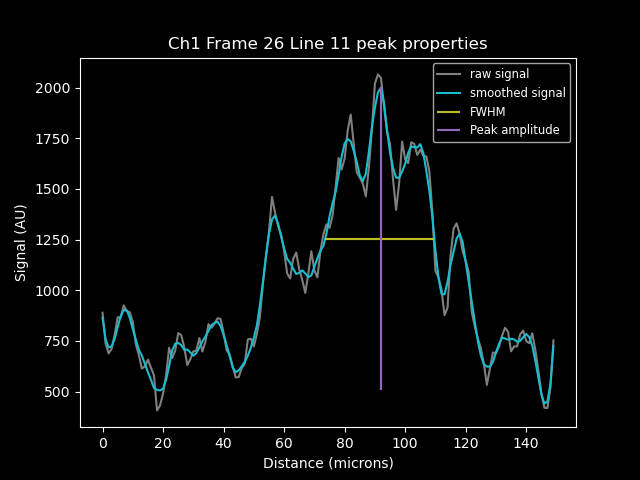 Ch1 Frame 26 Line 11 peak properties
raw signal
smoothed signal
FWHM
Peak amplitude
Signal (AU)
2000
1750
1500
1250
1000
750
500
0 20 40 60 80 100 120 140
Distance (microns)